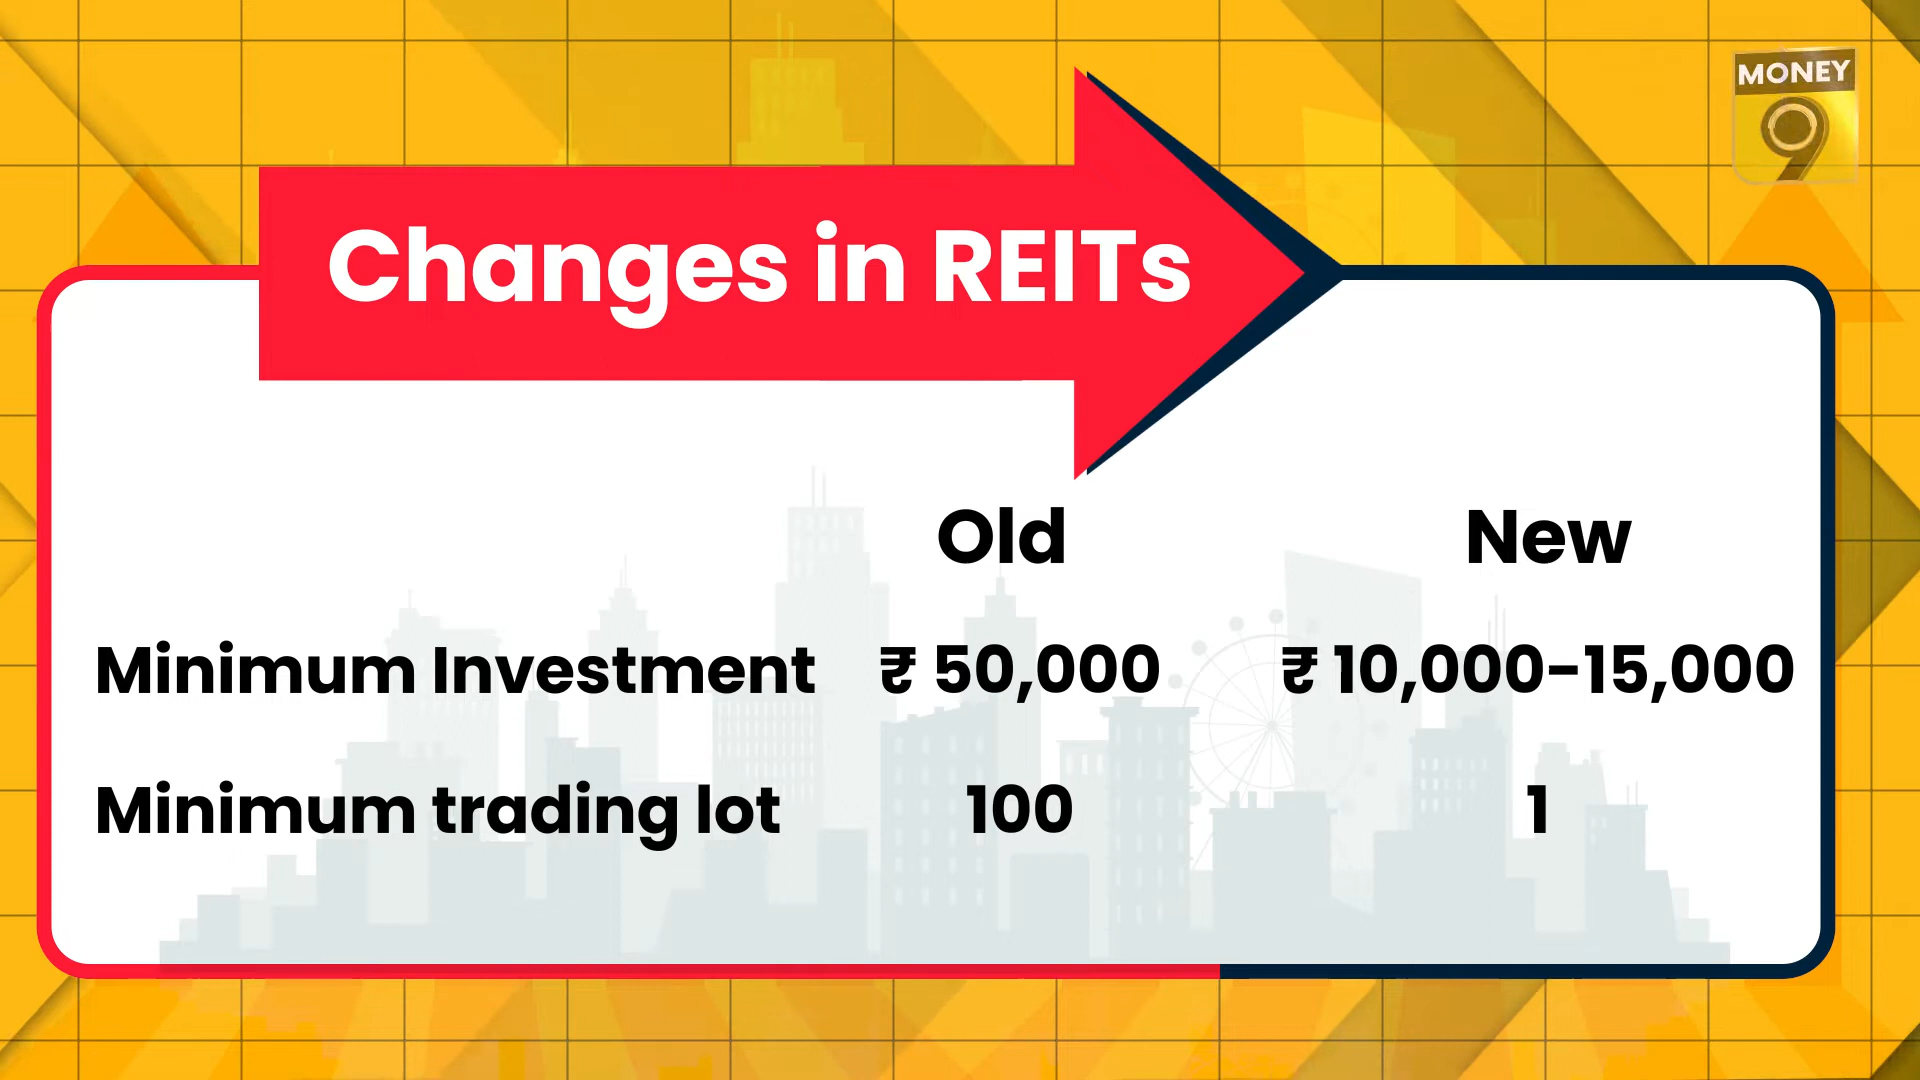 MONEY
9
Changes in REITs
Old New
Minimum Investment ₹ 50,000 ₹ 10,000-15,000
Minimum trading lot 100 1